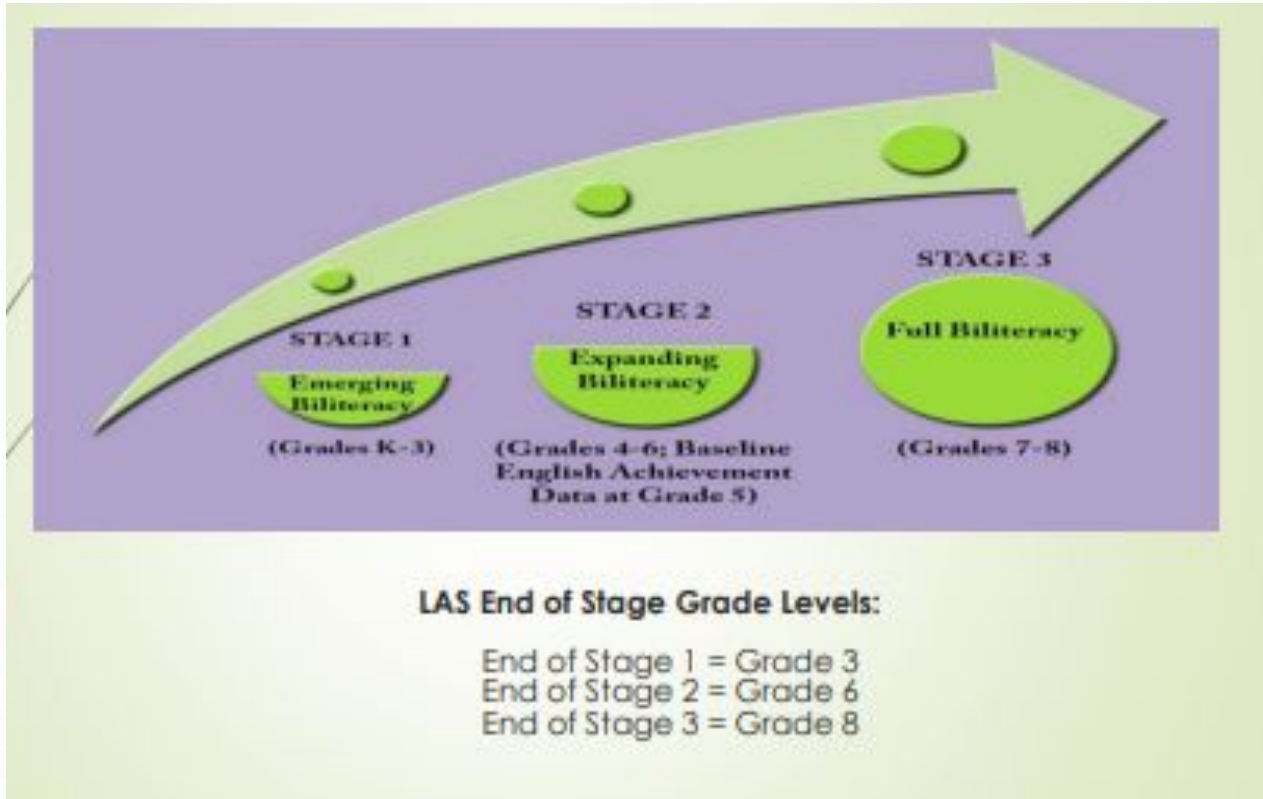 STAGE 1
Emerging
Biliteracy
(Grades K-3)
STAGE 2
Expanding
Biliteracy
(Grades 4-6; Baseline
English Achievement
Data at Grade 5)
STAGE 3
Full Biliteracy
(Grades 7-8)
LAS End of Stage Grade Levels:
End of Stage 1 = Grade 3
End of Stage 2 = Grade 6
End of Stage 3 = Grade 8